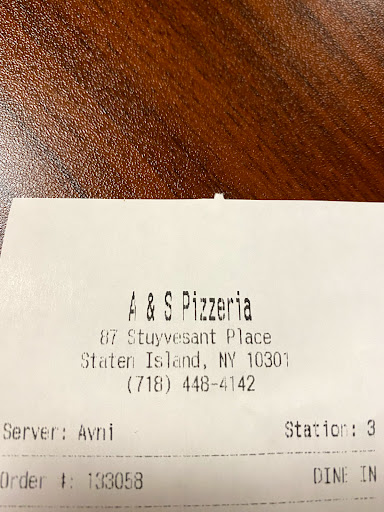 A & S Pizzeria
87 Stuyvesant Place
Staten Island, NY 10301
(718) 448-4142
Server: Avni Station: 3
Order #: 133058 DINE IN